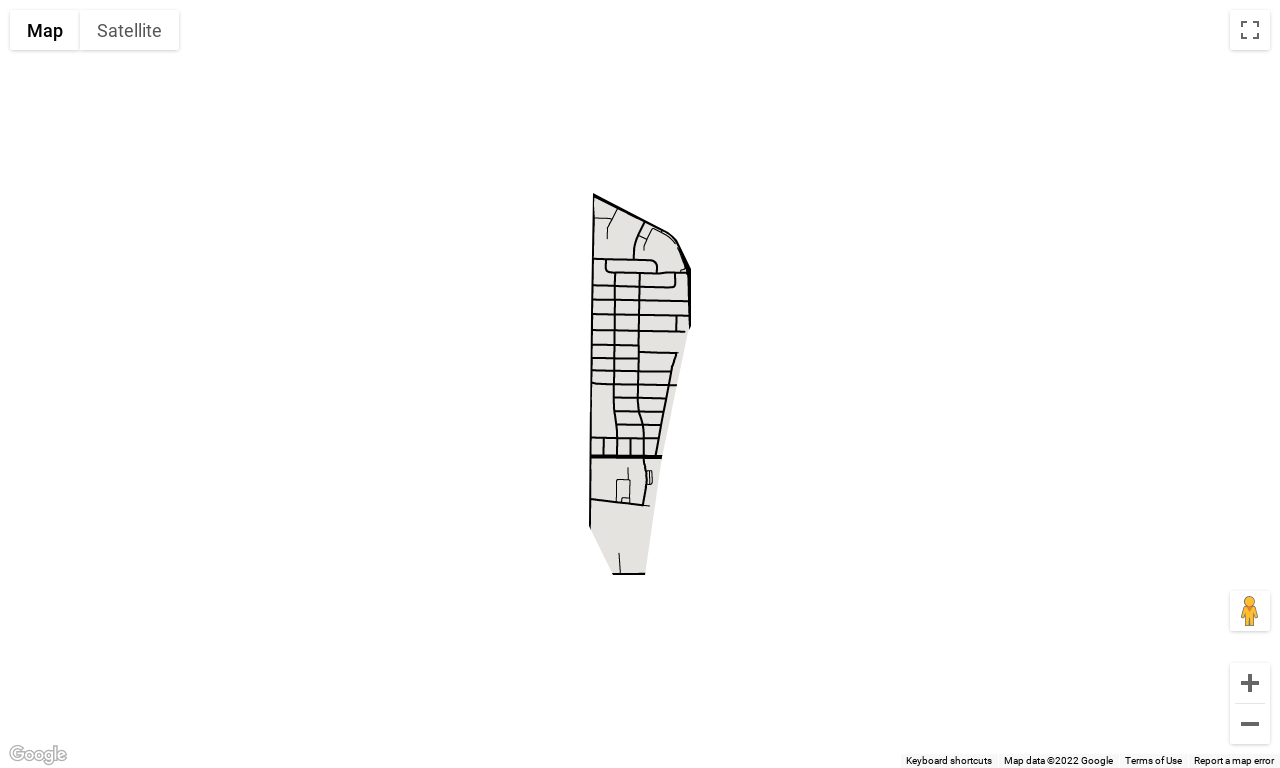 Map
Satellite
Google
Keyboard shortcuts
Map data ©2022 Google
Terms of Use
Report a map error